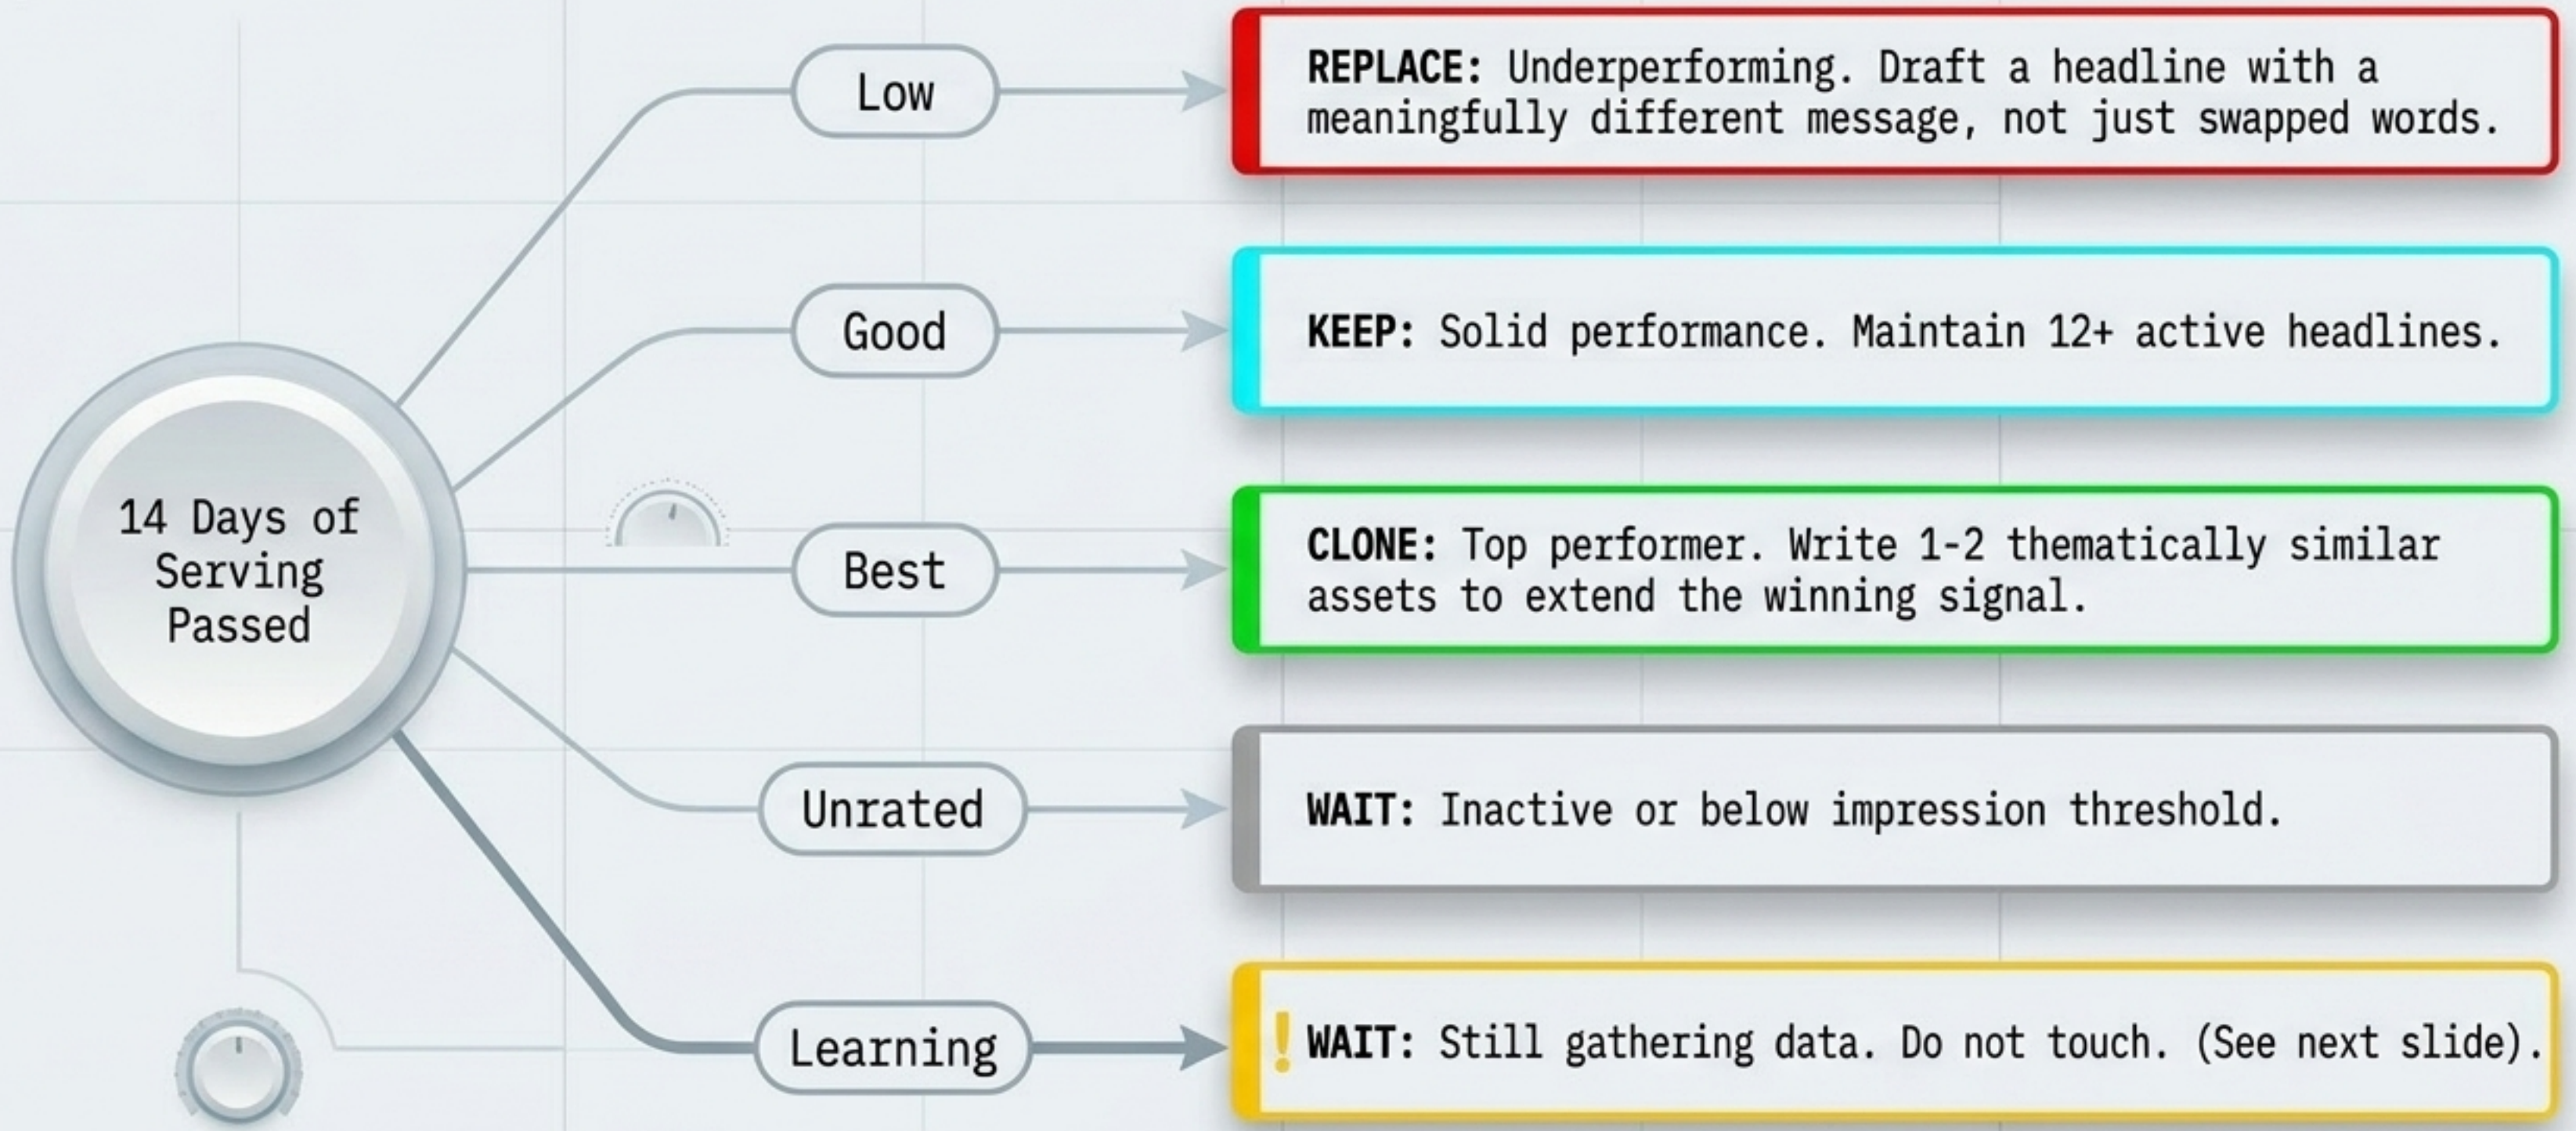 14 Days of
Serving
Passed
Low
REPLACE: Underperforming. Draft a headline with a
meaningfully different message, not just swapped words.
Good
KEEP: Solid performance. Maintain 12+ active headlines.
Best
CLONE: Top performer. Write 1-2 thematically similar
assets to extend the winning signal.
Unrated
WAIT: Inactive or below impression threshold.
Learning
! WAIT: Still gathering data. Do not touch. (See next slide).